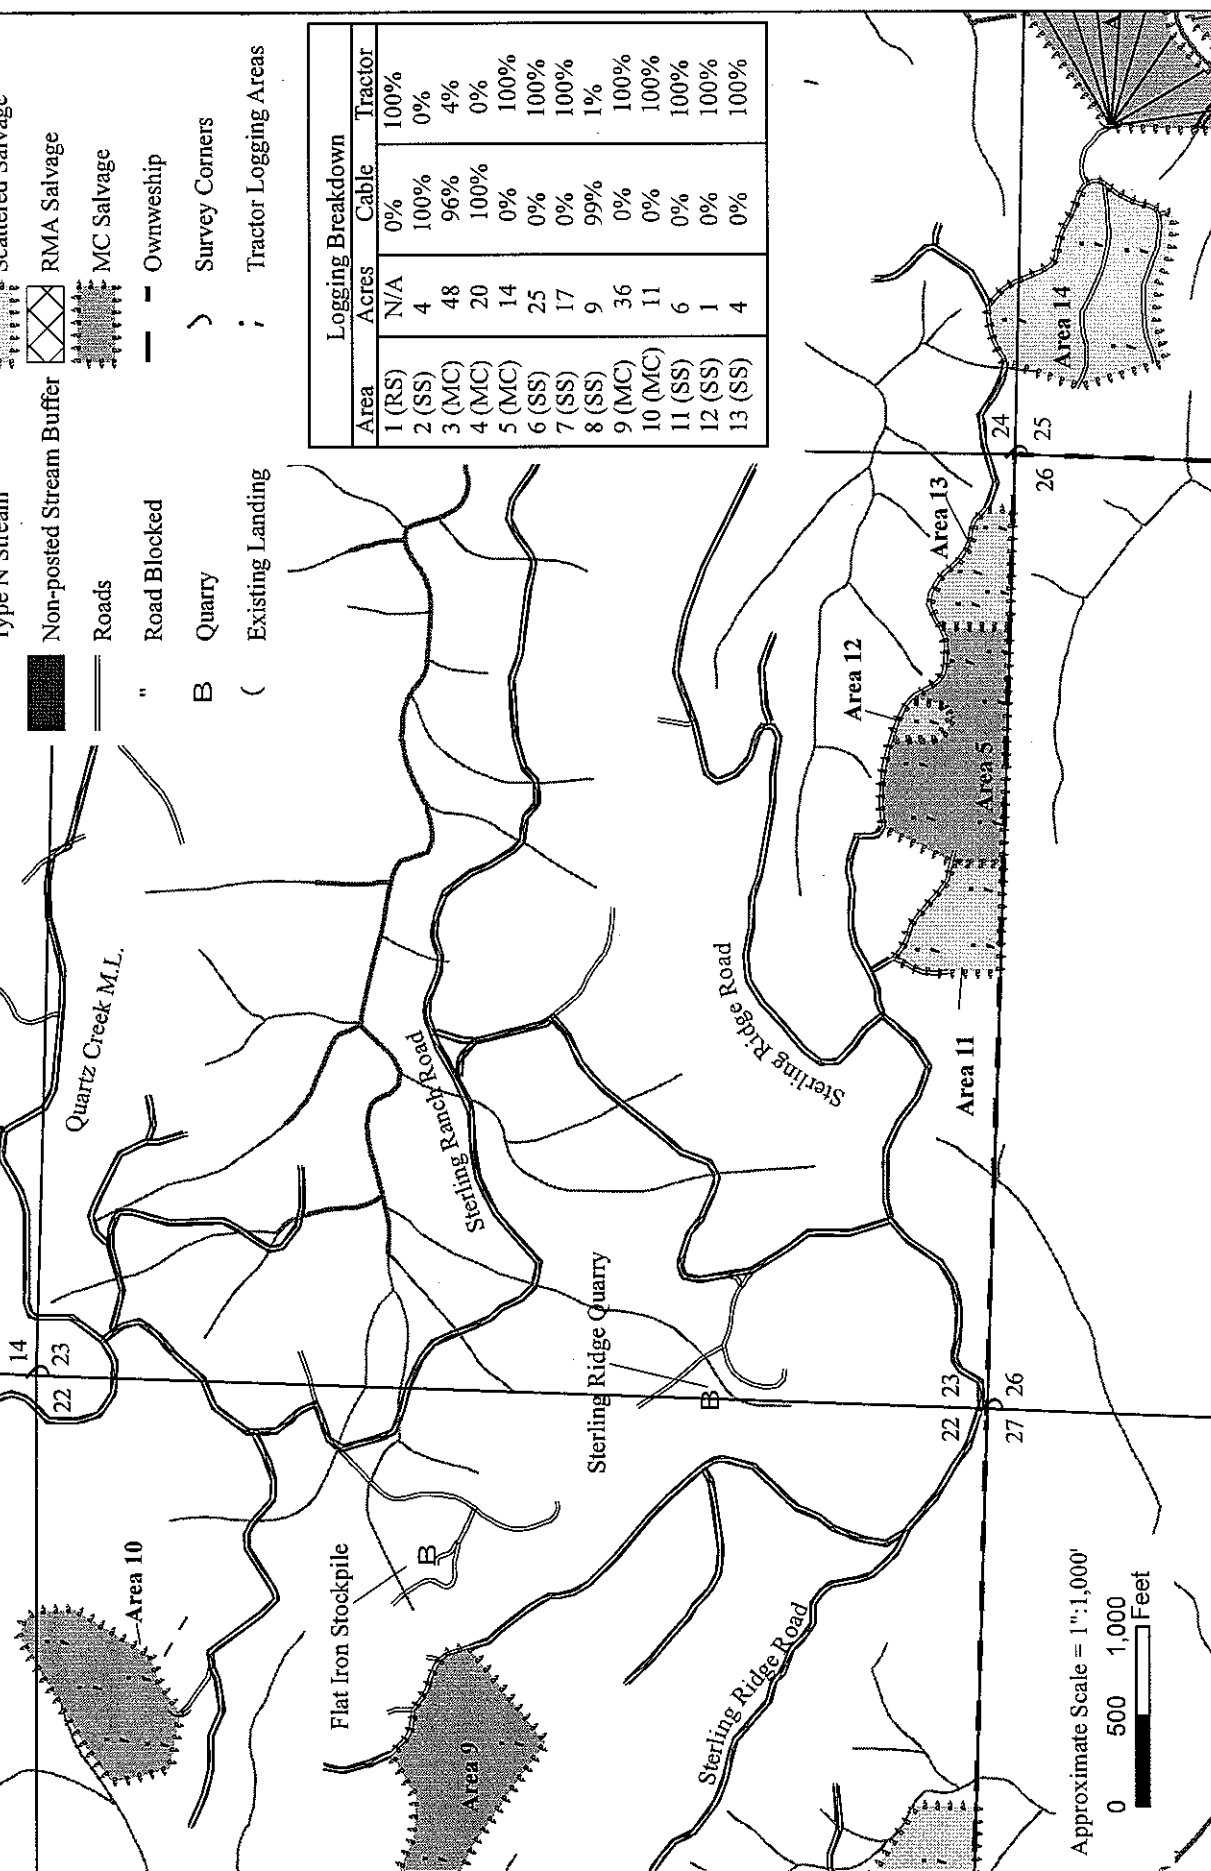 Type N Stream
Scattered Salvage
Non-posted Stream Buffer
RMA Salvage
Roads
MC Salvage
" Road Blocked
Ownweship
B Quarry
Survey Corners
( Existing Landing
; Tractor Logging Areas
Logging Breakdown
Area Acres Cable Tractor
1 (RS) N/A 0% 100%
2 (SS) 4 100% 0%
3 (MC) 48 96% 4%
4 (MC) 20 100% 0%
5 (MC) 14 0% 100%
6 (SS) 25 0% 100%
7 (SS) 17 0% 100%
8 (SS) 9 99% 1%
9 (MC) 36 0% 100%
10 (MC) 11 0% 100%
11 (SS) 6 0% 100%
12 (SS) 1 0% 100%
13 (SS) 4 0% 100%
14
22 23
Quartz Creek M.L.
Area 10
Flat Iron Stockpile
B
Sterling Ranch Road
Area 9
Sterling Ridge Quarry
B
Sterling Ridge Road
Sterling Ridge Road
Area 12
Area 13
Area 5
Area 11
Area 14
24
26 25
22 23
27 26
A
Approximate Scale = 1":1,000'
0 500 1,000
Feet